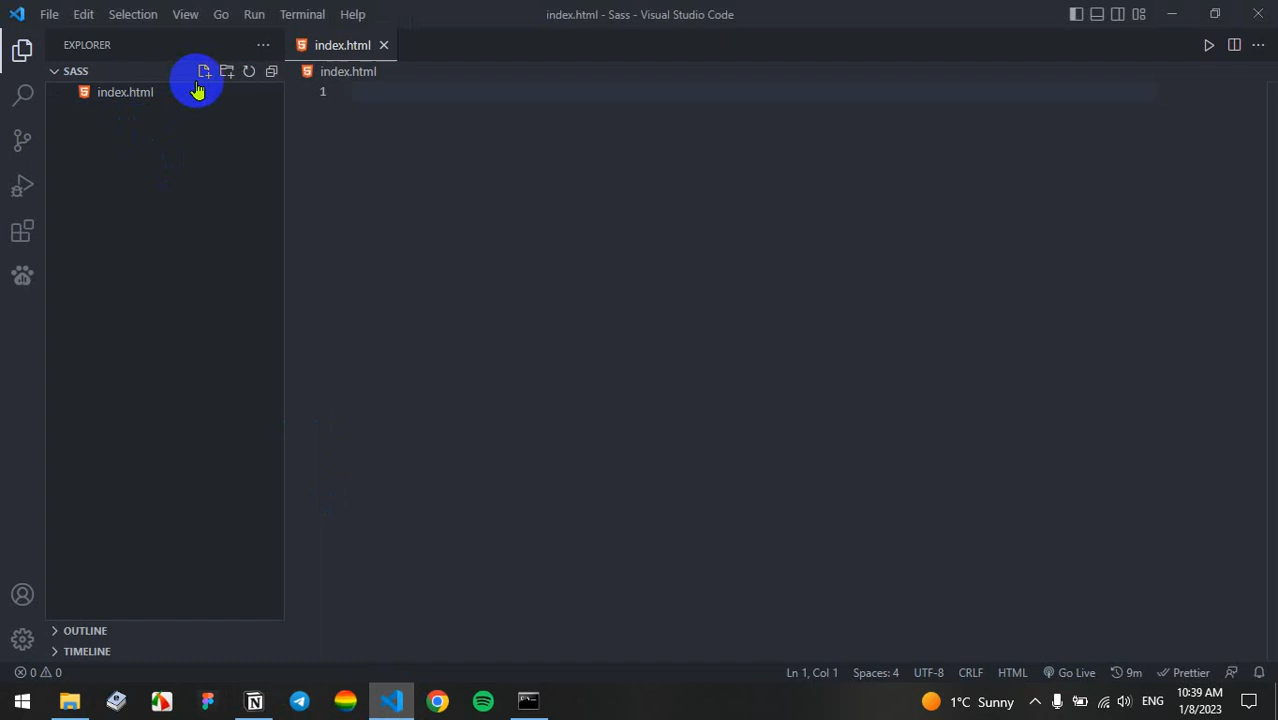 File Edit Selection View Go Run Terminal Help
index.html - Sass - Visual Studio Code
EXPLORER
index.html
SASS
index.html
index.html
1
OUTLINE
TIMELINE
0 0
Ln 1, Col 1 Spaces: 4 UTF-8 CRLF HTML Go Live 9m Prettier
1°C Sunny ENG
10:39 AM
1/8/2023